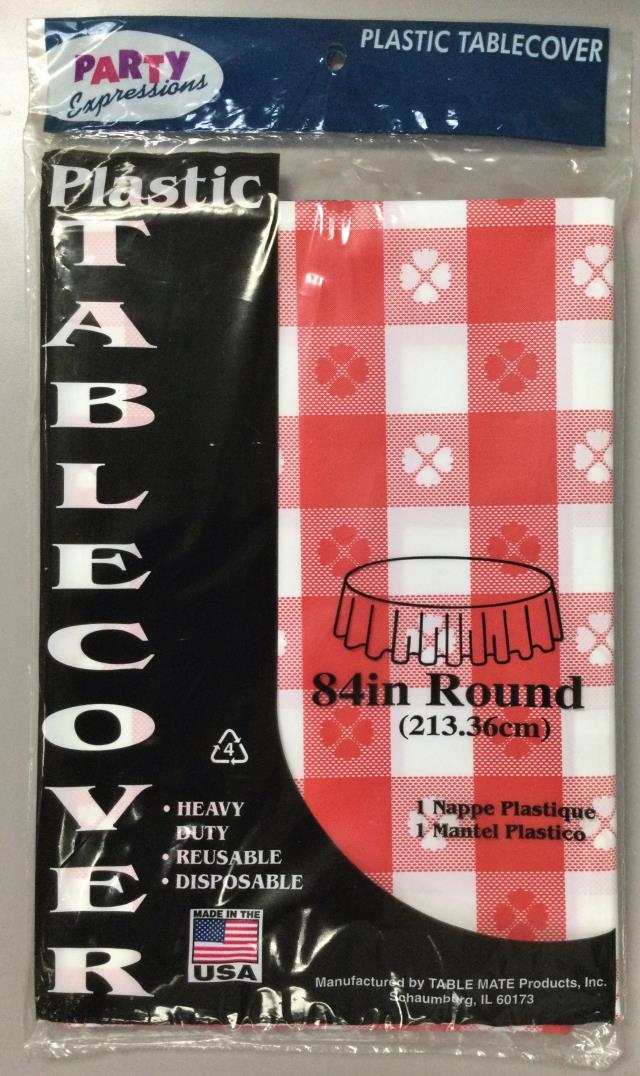 PARTY
Expressions
PLASTIC TABLECOVER
Plastic
TABLECOVER
84in Round
(213.36cm)
4
1 Nappe Plastique
1 Mantel Plastico
• HEAVY
DUTY
• REUSABLE
• DISPOSABLE
MADE IN THE
USA
Manufactured by TABLE MATE Products, Inc.
Schaumburg, IL 60173